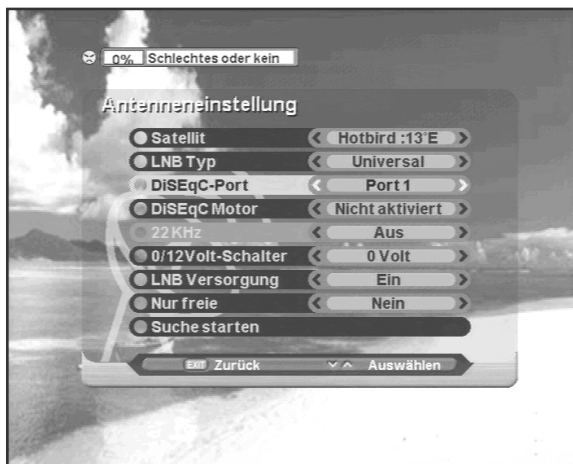 0% Schlechtes oder kein
Antenneneinstellung
Satellit Hotbird :13°E
LNB Typ Universal
DiSEqC-Port Port 1
DiSEqC Motor Nicht aktiviert
22 KHz Aus
0/12Volt-Schalter 0 Volt
LNB Versorgung Ein
Nur freie Nein
Suche starten
EXIT Zurück Auswählen